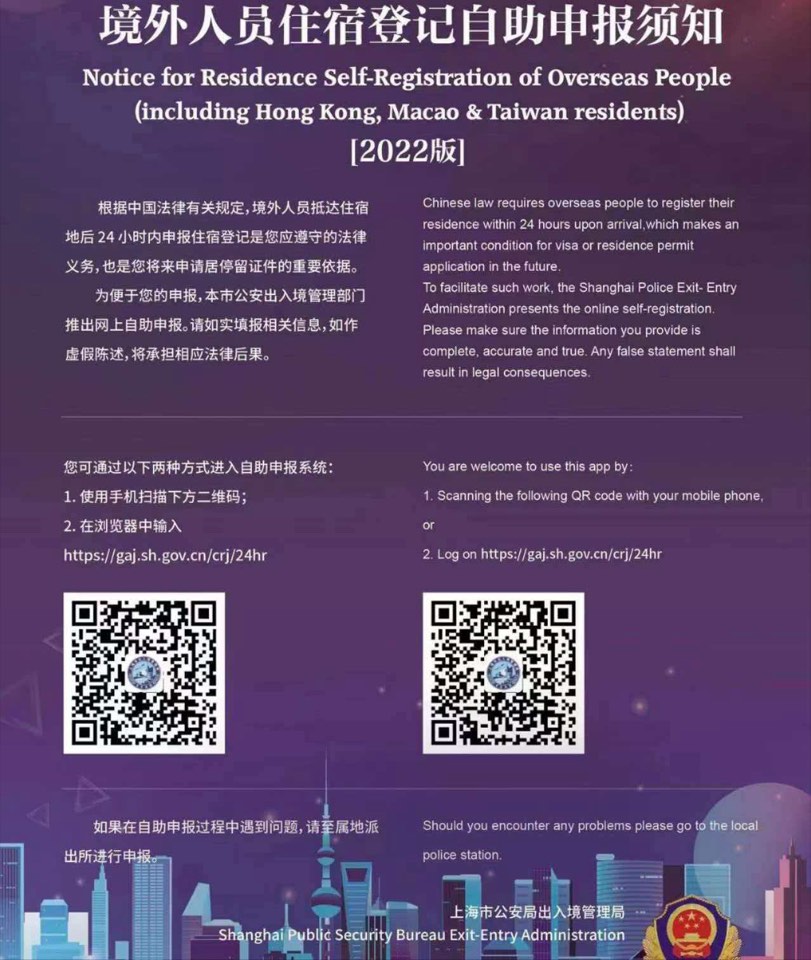 境外人员住宿登记自助申报须知
Notice for Residence Self-Registration of Overseas People
(including Hong Kong, Macao & Taiwan residents)
[2022版]
根据中国法律有关规定,境外人员抵达住宿
地后 24 小时内申报住宿登记是您应遵守的法律
义务,也是您将来申请居停留证件的重要依据。
为便于您的申报,本市公安出入境管理部门
推出网上自助申报。请如实填报相关信息,如作
虚假陈述,将承担相应法律后果。
Chinese law requires overseas people to register their
residence within 24 hours upon arrival,which makes an
important condition for visa or residence permit
application in the future.
To facilitate such work, the Shanghai Police Exit- Entry
Administration presents the online self-registration.
Please make sure the information you provide is
complete, accurate and true. Any false statement shall
result in legal consequences.
您可通过以下两种方式进入自助申报系统：
1. 使用手机扫描下方二维码；
2. 在浏览器中输入
https://gaj.sh.gov.cn/crj/24hr
You are welcome to use this app by：
1. Scanning the following QR code with your mobile phone,
or
2. Log on https://gaj.sh.gov.cn/crj/24hr
如果在自助申报过程中遇到问题,请至属地派
出所进行申报。
Should you encounter any problems please go to the local
police station.
上海市公安局出入境管理局
Shanghai Public Security Bureau Exit-Entry Administration